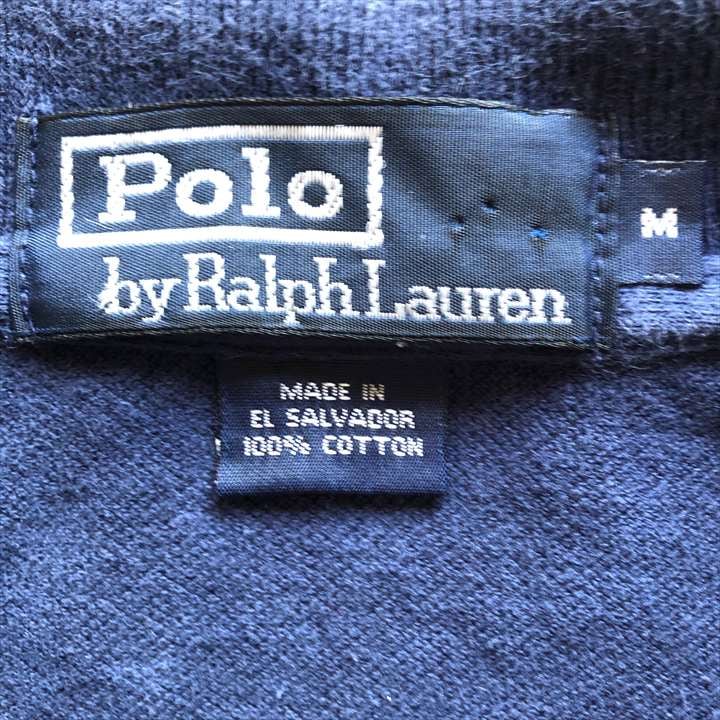 Polo
by Ralph Lauren
M
MADE IN
EL SALVADOR
100% COTTON